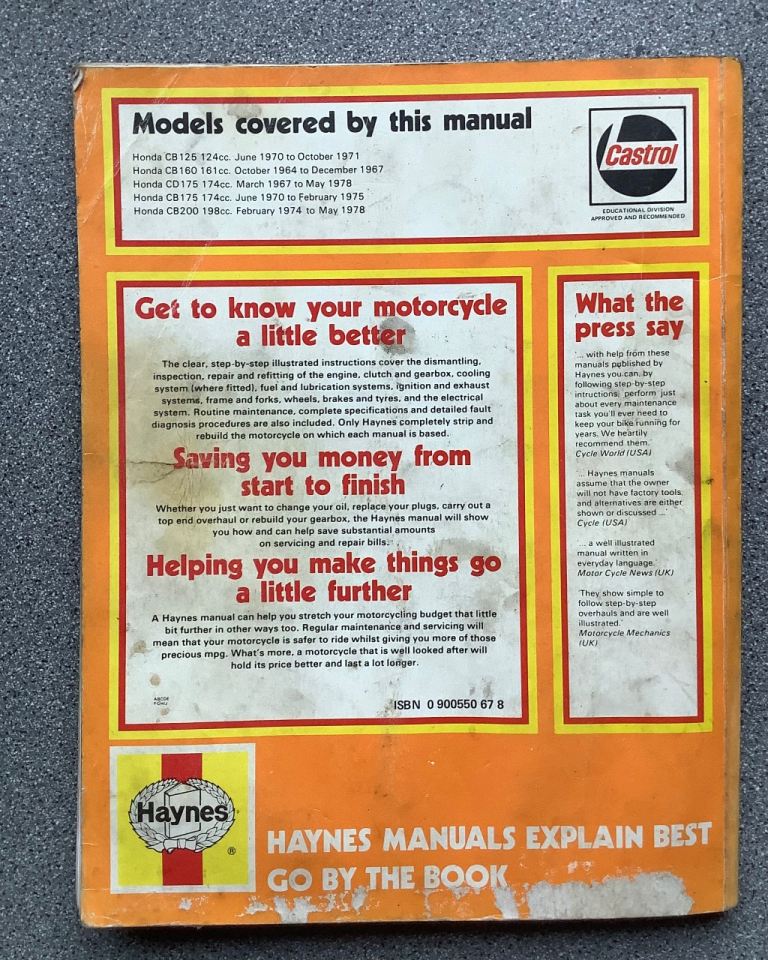 Models covered by this manual
Honda CB125 124cc. June 1970 to October 1971
Honda CB160 161cc. October 1964 to December 1967
Honda CD175 174cc. March 1967 to May 1978
Honda CB175 174cc. June 1970 to February 1975
Honda CB200 198cc. February 1974 to May 1978
Castrol
EDUCATIONAL DIVISION
APPROVED AND RECOMMENDED
Get to know your motorcycle
a little better
The clear, step-by-step illustrated instructions cover the dismantling,
inspection, repair and refitting of the engine, clutch and gearbox, cooling
system (where fitted), fuel and lubrication systems, ignition and exhaust
systems, frame and forks, wheels, brakes and tyres, and the electrical
system. Routine maintenance, complete specifications and detailed fault
diagnosis procedures are also included. Only Haynes completely strip and
rebuild the motorcycle on which each manual is based.
Saving you money from
start to finish
Whether you just want to change your oil, replace your plugs, carry out a
top end overhaul or rebuild your gearbox, the Haynes manual will show
you how and can help save substantial amounts
on servicing and repair bills.
Helping you make things go
a little further
A Haynes manual can help you stretch your motorcycling budget that little
bit further in other ways too. Regular maintenance and servicing will
mean that your motorcycle is safer to ride whilst giving you more of those
precious mpg. What's more, a motorcycle that is well looked after will
hold its price better and last a lot longer.
ABCDE
FGHIJ
ISBN 0 900550 67 8
What the
press say
'... with help from these
manuals published by
Haynes you can, by
following step-by-step
intructions, perform just
about every maintenance
task you'll ever need to
keep your bike running for
years. We heartily
recommend them.'
Cycle World (USA)
'... Haynes manuals
assume that the owner
will not have factory tools,
and alternatives are either
shown or discussed ...'
Cycle (USA)
'... a well illustrated
manual written in
everyday language.'
Motor Cycle News (UK)
'They show simple to
follow step-by-step
overhauls and are well
illustrated.'
Motorcycle Mechanics
(UK)
Haynes
®
HAYNES MANUALS EXPLAIN BEST
GO BY THE BOOK